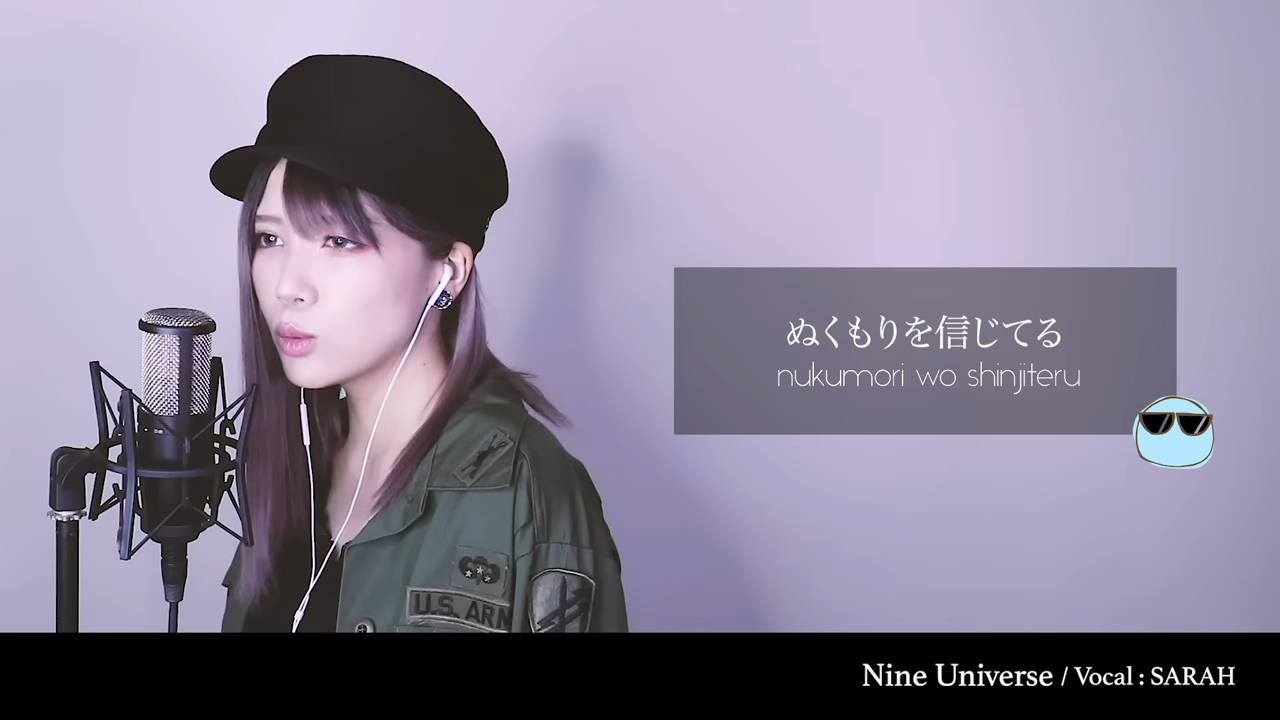 ぬくもりを信じてる
nukumori wo shinjiteru
U.S. ARM
Nine Universe / Vocal : SARAH